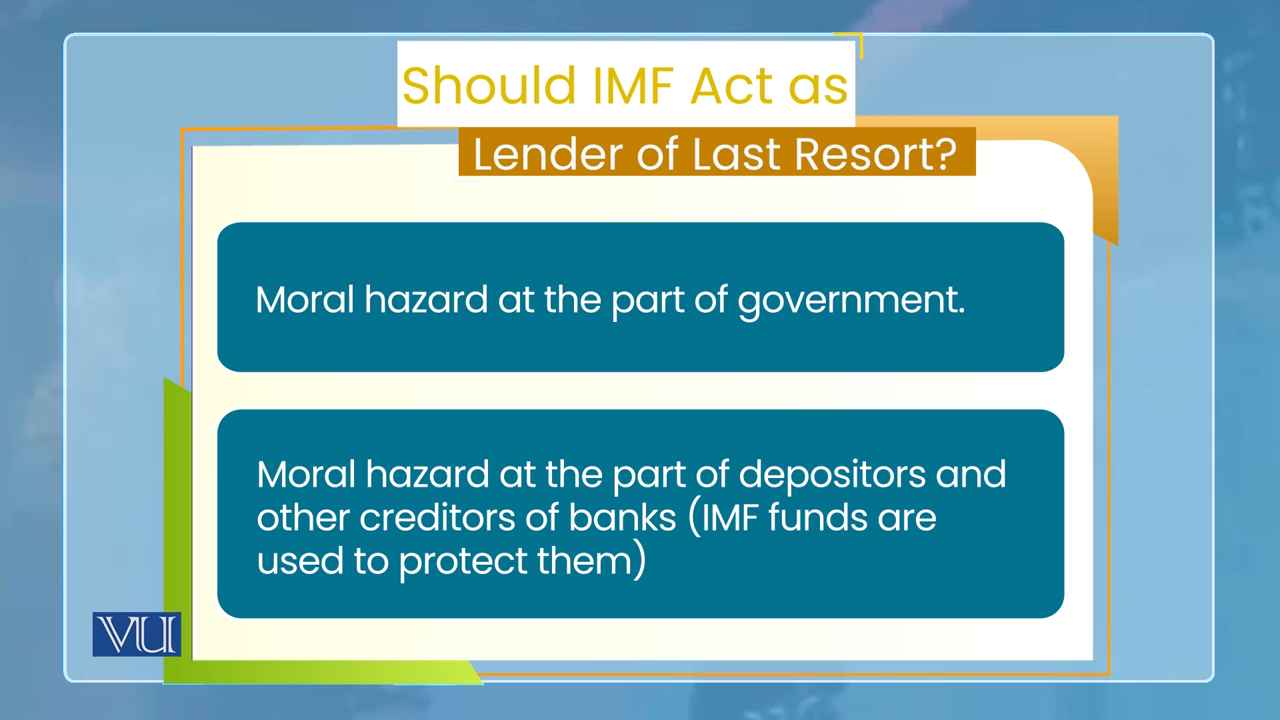 Should IMF Act as
Lender of Last Resort?
Moral hazard at the part of government.
Moral hazard at the part of depositors and
other creditors of banks (IMF funds are
used to protect them)
VU